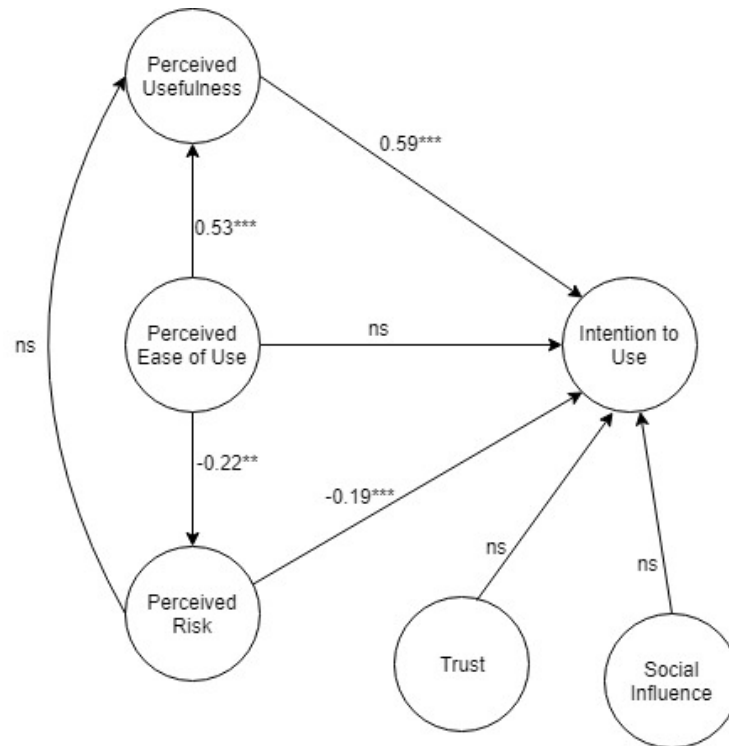 Perceived
Usefulness
0.59***
0.53***
ns
Perceived
Ease of Use
ns
Intention to
Use
-0.22**
-0.19***
Perceived
Risk
ns
ns
Trust
Social
Influence